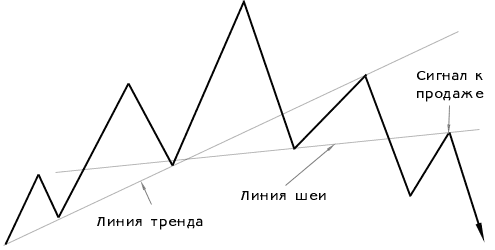 Сигнал к
продаже
Линия шеи
Линия тренда